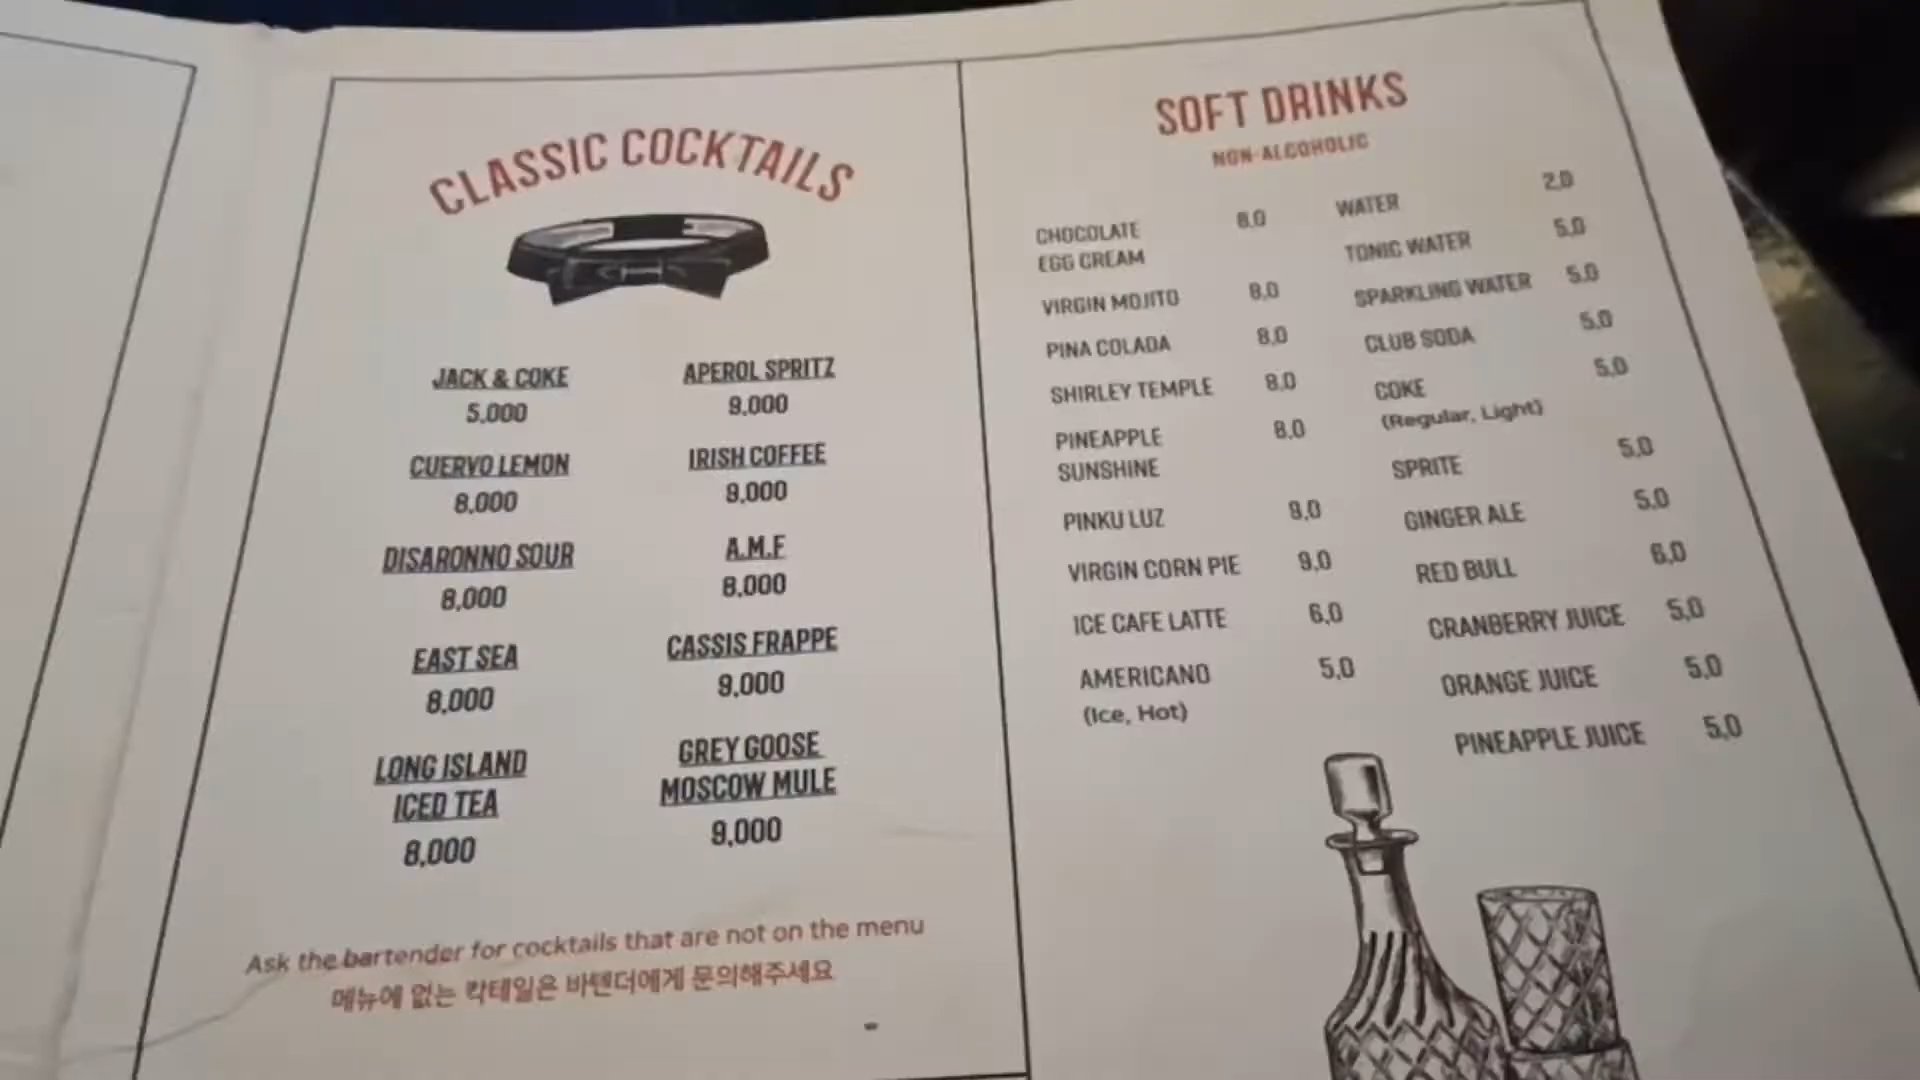 CLASSIC COCKTAILS
JACK & COKE
5.000
CUERVO LEMON
8,000
DISARONNO SOUR
8,000
EAST SEA
8,000
LONG ISLAND
ICED TEA
8,000
APEROL SPRITZ
9,000
IRISH COFFEE
9,000
A.M.F
8,000
CASSIS FRAPPE
9,000
GREY GOOSE
MOSCOW MULE
9,000
Ask the bartender for cocktails that are not on the menu
메뉴에 없는 칵테일은 바텐더에게 문의해주세요
SOFT DRINKS
NON-ALCOHOLIC
CHOCOLATE 8.0
EGG CREAM
VIRGIN MOJITO 8,0
PINA COLADA 8,0
SHIRLEY TEMPLE 8,0
PINEAPPLE 8,0
SUNSHINE
PINKU LUZ 9,0
VIRGIN CORN PIE 9,0
ICE CAFE LATTE 6,0
AMERICANO 5,0
(Ice, Hot)
WATER 2,0
TONIC WATER 5,0
SPARKLING WATER 5.0
CLUB SODA 5,0
COKE 5,0
(Regular, Light)
SPRITE 5,0
GINGER ALE 5,0
RED BULL 6,0
CRANBERRY JUICE 5,0
ORANGE JUICE 5,0
PINEAPPLE JUICE 5,0